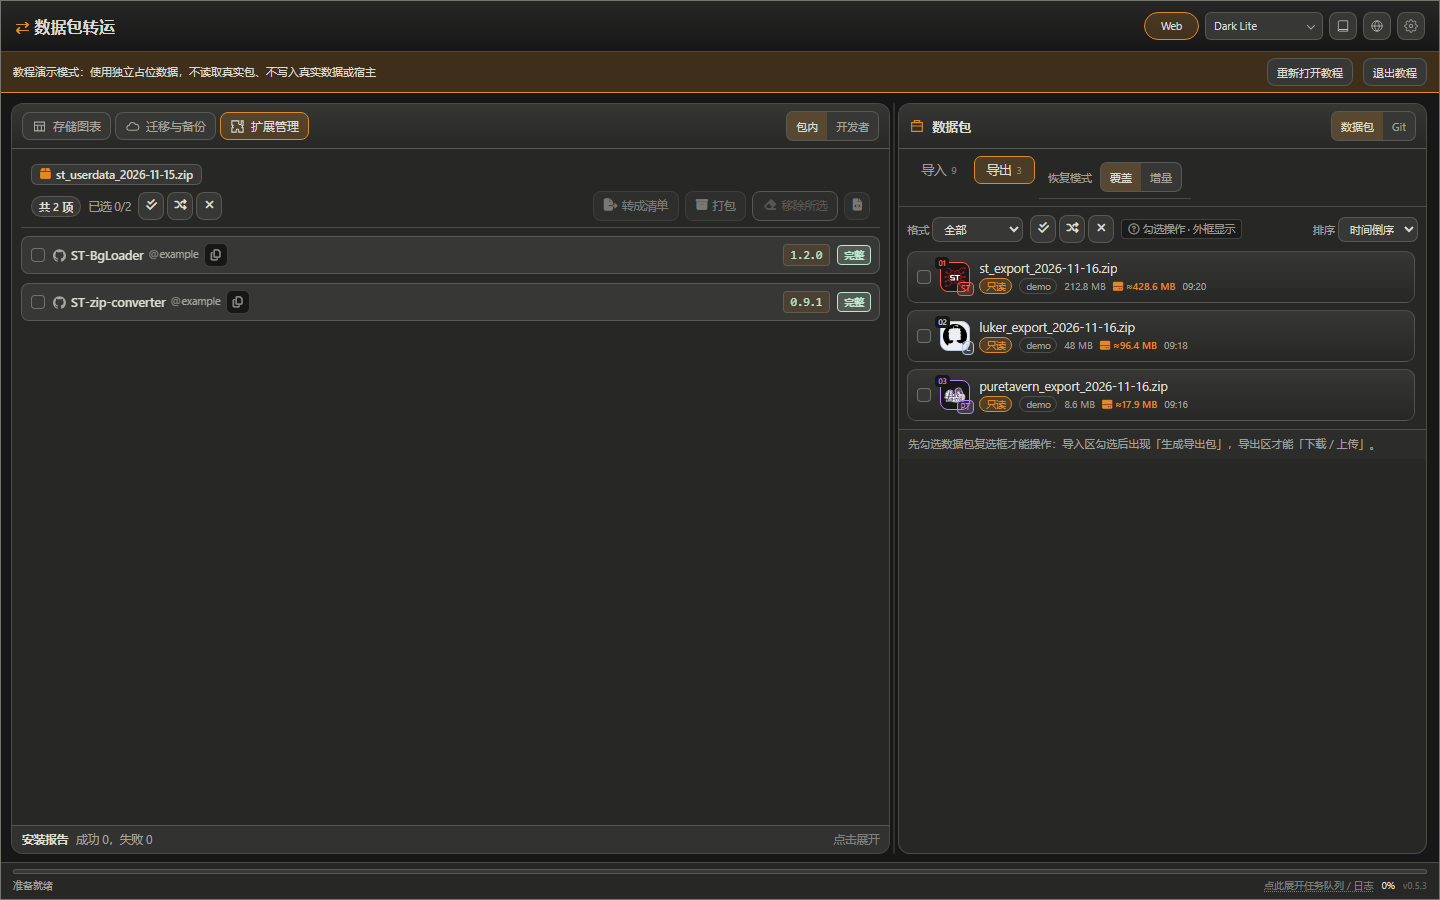 数据包转运
Web
Dark Lite
教程演示模式：使用独立占位数据，不读取真实包、不写入真实数据或宿主
重新打开教程
退出教程
存储图表
迁移与备份
扩展管理
包内
开发者
st_userdata_2026-11-15.zip
共 2 项
已选 0/2
转成清单
打包
移除所选
ST-BgLoader @example
1.2.0
完整
ST-zip-converter @example
0.9.1
完整
安装报告 成功 0，失败 0
点击展开
数据包
数据包
Git
导入 9
导出 3
恢复模式
覆盖
增量
格式
全部
勾选操作 · 外框显示
排序
时间倒序
01
ST
ST
st_export_2026-11-16.zip
只读 demo 212.8 MB ≈428.6 MB 09:20
02
L
luker_export_2026-11-16.zip
只读 demo 48 MB ≈96.4 MB 09:18
03
PT
puretavern_export_2026-11-16.zip
只读 demo 8.6 MB ≈17.9 MB 09:16
先勾选数据包复选框才能操作：导入区勾选后出现「生成导出包」，导出区才能「下载 / 上传」。
准备就绪
点此展开任务队列 / 日志 0% v0.5.3